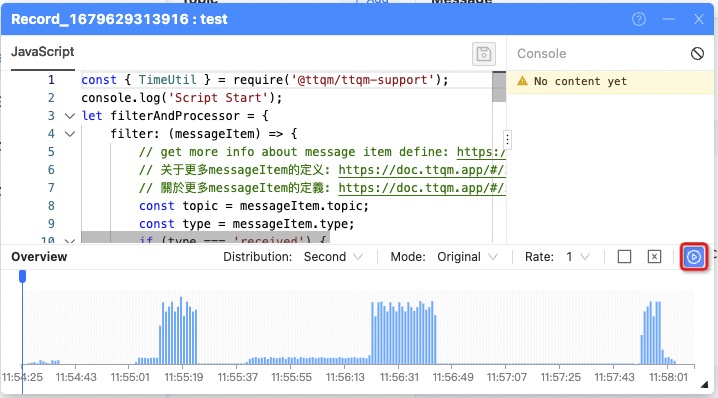 Record_1679629313916 : test
JavaScript
Console
1 const { TimeUtil } = require('@ttqm/ttqm-support');
2 console.log('Script Start');
3 let filterAndProcessor = {
4 filter: (messageItem) => {
5 // get more info about message item define: https:/
6 // 关于更多messageItem的定义: https://doc.ttqm.app/#/
7 // 關於更多messageItem的定義: https://doc.ttqm.app/#/
8 const topic = messageItem.topic;
9 const type = messageItem.type;
10 if (type === 'received') {
No content yet
Overview
Distribution: Second
Mode: Original
Rate: 1
11:54:25 11:54:43 11:55:01 11:55:19 11:55:37 11:55:55 11:56:13 11:56:31 11:56:49 11:57:07 11:57:25 11:57:43 11:58:01